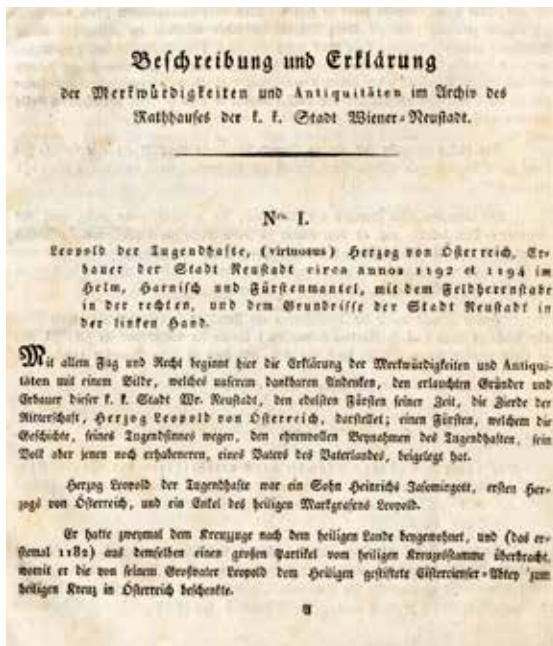 Beschreibung und Erklärung
der Merkwürdigkeiten und Antiquitäten im Archiv des
Rathhauses der k. k. Stadt Wiener-Neustadt.
Nro. I.
Leopold der Tugendhafte, (virtuosus) Herzog von Österreich, Er-
bauer der Stadt Neustadt circa annos 1192 et 1194 im
Helm, Harnisch und Fürstenmantel, mit dem Feldherrnstabe
in der rechten, und dem Grundrisse der Stadt Neustadt in
der linken Hand.
Mit allem Fug und Recht beginnt hier die Erklärung der Merkwürdigkeiten und Antiqui-
täten mit einem Bilde, welches unserem dankbaren Andenken, den erlauchten Gründer und
Erbauer dieser k. k. Stadt Wr. Neustadt, den edelsten Fürsten seiner Zeit, die Zierde der
Ritterschaft, Herzog Leopold von Österreich, darstellet; einen Fürsten, welchem die
Geschichte, seines Tugendsinnes wegen, den ehrenvollen Beynahmen des Tugendhaften, sein
Volk aber jenen noch erhabeneren, eines Vaters des Vaterlandes, beigelegt hat.
Herzog Leopold der Tugendhafte war ein Sohn Heinrichs Jasomirgott, ersten Her-
zogs von Österreich, und ein Enkel des heiligen Markgrafens Leopold.
Er hatte zweymal dem Kreuzzuge nach dem heiligen Lande beygewohnet, und (das er-
stemal 1182) aus demselben einen großen Partikel vom heiligen Kreuzstamme überbracht,
womit er die von seinem Großvater Leopold dem Heiligen gestiftete Cistercienser-Abtey zum
heiligen Kreuz in Österreich beschenkte.
A